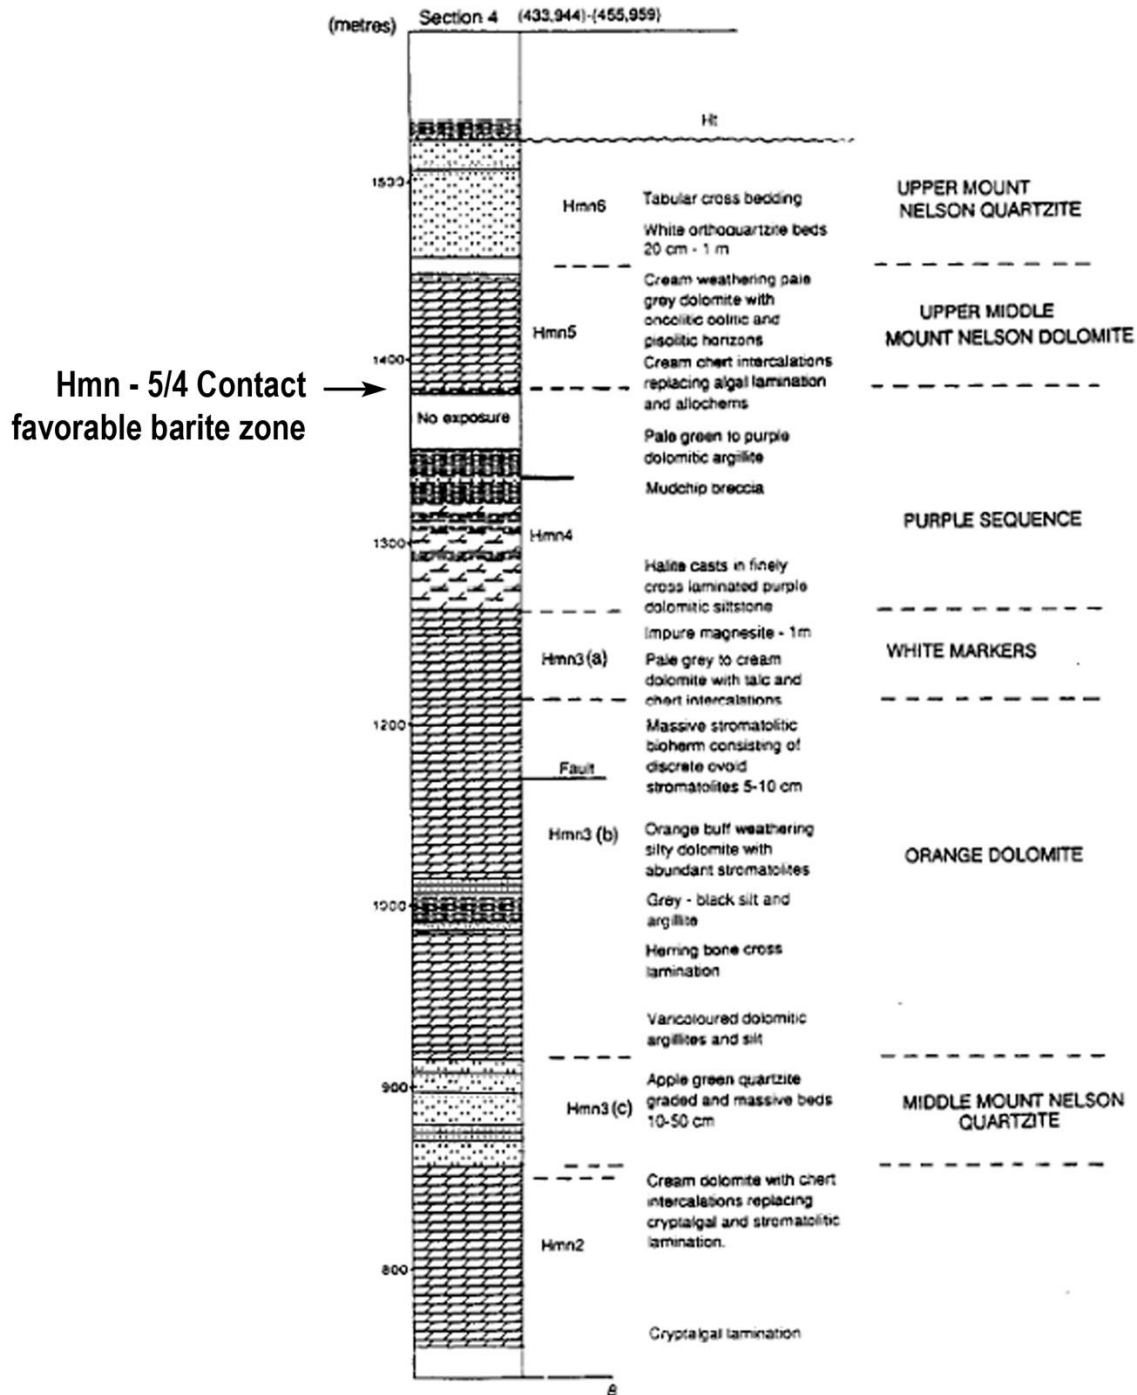 (metres) Section 4 (433,944)-(455,959)
Ht
1500
Hmn6
Tabular cross bedding
White orthoquartzite beds
20 cm - 1 m
UPPER MOUNT
NELSON QUARTZITE
Hmn5
Cream weathering pale
grey dolomite with
oncolitic oolitic and
pisolitic horizons
Cream chert intercalations
replacing algal lamination
and allochems
UPPER MIDDLE
MOUNT NELSON DOLOMITE
1400
Hmn - 5/4 Contact
favorable barite zone
No exposure
Pale green to purple
dolomitic argillite
Mudchip breccia
Hmn4
PURPLE SEQUENCE
1300
Halite casts in finely
cross laminated purple
dolomitic siltstone
Impure magnesite - 1m
Hmn3 (a)
Pale grey to cream
dolomite with talc and
chert intercalations
WHITE MARKERS
1200
Massive stromatolitic
bioherm consisting of
discrete ovoid
stromatolites 5-10 cm
Fault
Hmn3 (b)
Orange buff weathering
silty dolomite with
abundant stromatolites
ORANGE DOLOMITE
1000
Grey - black silt and
argillite
Herring bone cross
lamination
Varicoloured dolomitic
argillites and silt
900
Hmn3 (c)
Apple green quartzite
graded and massive beds
10-50 cm
MIDDLE MOUNT NELSON
QUARTZITE
Cream dolomite with chert
intercalations replacing
cryptalgal and stromatolitic
lamination.
Hmn2
800
Cryptalgal lamination